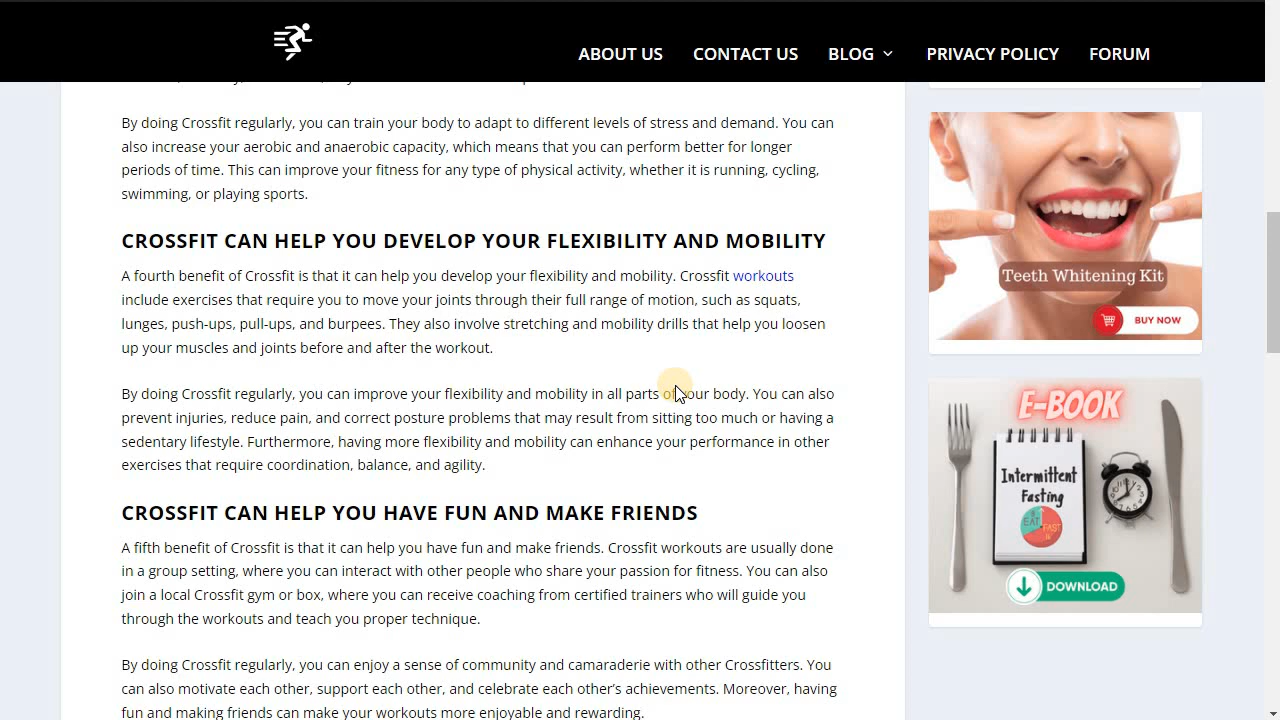 ABOUT US CONTACT US BLOG PRIVACY POLICY FORUM
By doing Crossfit regularly, you can train your body to adapt to different levels of stress and demand. You can
also increase your aerobic and anaerobic capacity, which means that you can perform better for longer
periods of time. This can improve your fitness for any type of physical activity, whether it is running, cycling,
swimming, or playing sports.
CROSSFIT CAN HELP YOU DEVELOP YOUR FLEXIBILITY AND MOBILITY
A fourth benefit of Crossfit is that it can help you develop your flexibility and mobility. Crossfit workouts
include exercises that require you to move your joints through their full range of motion, such as squats,
lunges, push-ups, pull-ups, and burpees. They also involve stretching and mobility drills that help you loosen
up your muscles and joints before and after the workout.
By doing Crossfit regularly, you can improve your flexibility and mobility in all parts of your body. You can also
prevent injuries, reduce pain, and improve posture problems that may result from sitting too much or having a
sedentary lifestyle. Furthermore, having more flexibility and mobility can enhance your performance in other
exercises that require coordination, balance, and agility.
CROSSFIT CAN HELP YOU HAVE FUN AND MAKE FRIENDS
A fifth benefit of Crossfit is that it can help you have fun and make friends. Crossfit workouts are usually done
in a group setting, where you can interact with other people who share your passion for fitness. You can also
join a local Crossfit gym or box, where you can receive coaching from certified trainers who will guide you
through the workouts and teach you proper technique.
By doing Crossfit regularly, you can enjoy a sense of community and camaraderie with other Crossfitters. You
can also motivate each other, support each other, and celebrate each other's achievements. Moreover, having
fun and making friends can make your workouts more enjoyable and rewarding.
Teeth Whitening Kit
BUY NOW
E-BOOK
Intermittent
Fasting
EAT
FAST
DOWNLOAD